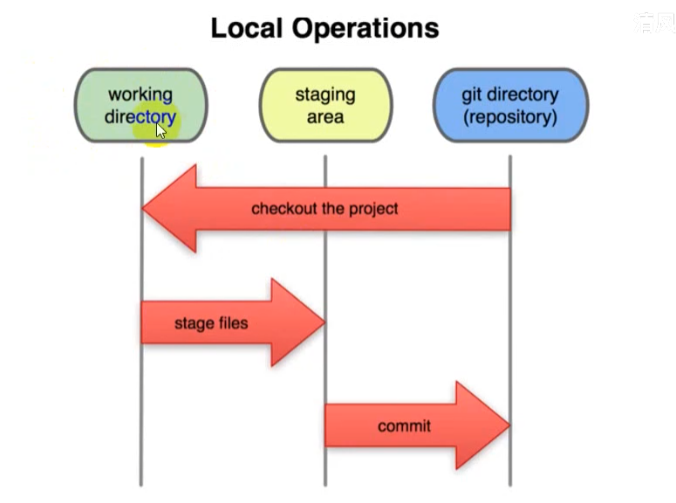 Local Operations
working
directory
staging
area
git directory
(repository)
checkout the project
stage files
commit